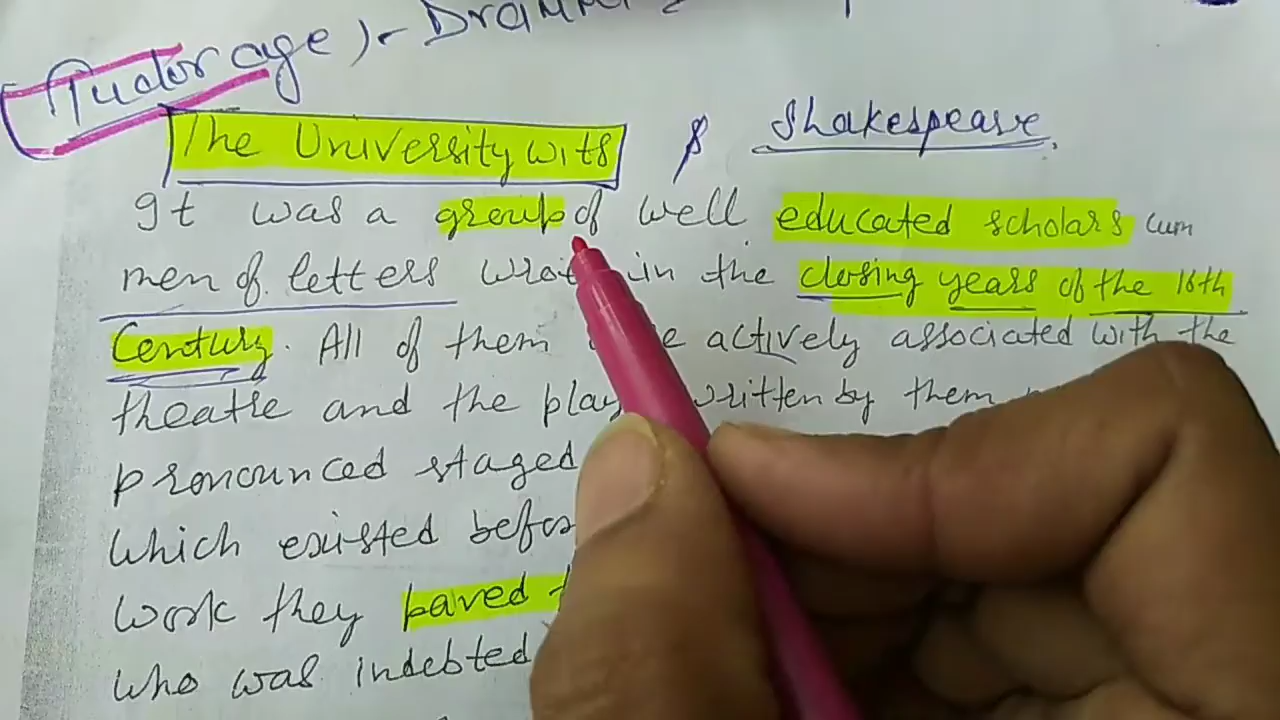 (Tudor age) :- Drama
The University wits & Shakespeare.
It was a group of well educated scholars cum
men of letters wrote in the closing years of the 16th
Century. All of them actively associated with the
theatre and the play written by them
pronounced staged
which existed before
work they paved
who was indebted